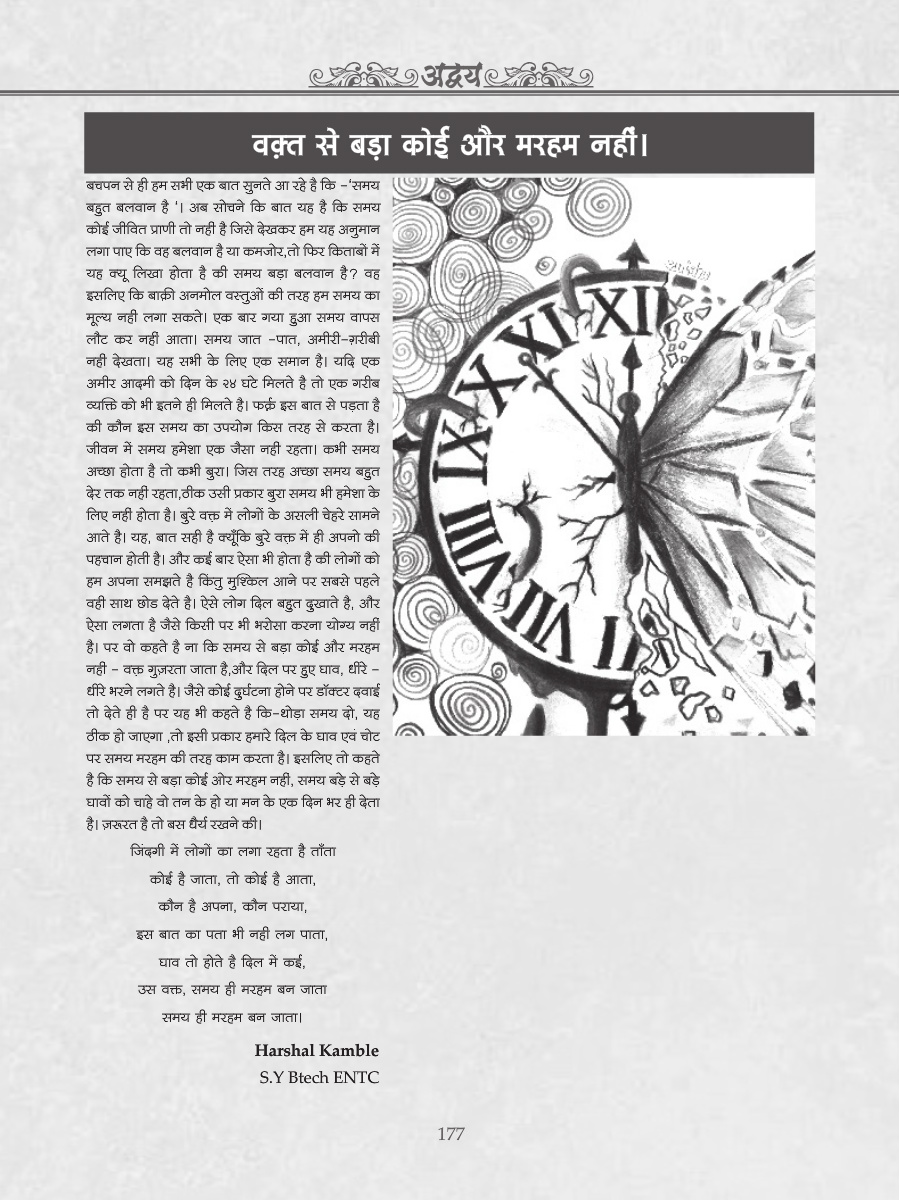 अद्वय
वक़्त से बड़ा कोई और मरहम नहीं।
बचपन से ही हम सभी एक बात सुनते आ रहे है कि -'समय
बहुत बलवान है '। अब सोचने कि बात यह है कि समय
कोई जीवित प्राणी तो नही है जिसे देखकर हम यह अनुमान
लगा पाए कि वह बलवान है या कमजोर,तो फिर किताबों में
यह क्यू लिखा होता है की समय बड़ा बलवान है? वह
इसलिए कि बाक़ी अनमोल वस्तुओं की तरह हम समय का
मूल्य नही लगा सकते। एक बार गया हुआ समय वापस
लौट कर नहीं आता। समय जात -पात, अमीरी-ग़रीबी
नही देखता। यह सभी के लिए एक समान है। यदि एक
अमीर आदमी को दिन के २४ घंटे मिलते है तो एक गरीब
व्यक्ति को भी इतने ही मिलते है। फर्क़ इस बात से पड़ता है
की कौन इस समय का उपयोग किस तरह से करता है।
जीवन में समय हमेशा एक जैसा नही रहता। कभी समय
अच्छा होता है तो कभी बुरा। जिस तरह अच्छा समय बहुत
देर तक नही रहता,ठीक उसी प्रकार बुरा समय भी हमेशा के
लिए नहीं होता है। बुरे वक्त में लोगों के असली चेहरे सामने
आते है। यह, बात सही है क्यूँकि बुरे वक्त में ही अपनो की
पहचान होती है। और कई बार ऐसा भी होता है की लोगों को
हम अपना समझते है किंतु मुश्किल आने पर सबसे पहले
वही साथ छोड देते है। ऐसे लोग दिल बहुत दुखाते है, और
ऐसा लगता है जैसे किसी पर भी भरोसा करना योग्य नहीं
है। पर वो कहते है ना कि समय से बड़ा कोई और मरहम
नही - वक्त़ गुज़रता जाता है,और दिल पर हुए घाव, धीरे -
धीरे भरने लगते है। जैसे कोई दुर्घटना होने पर डॉक्टर दवाई
तो देते ही है पर यह भी कहते है कि-थोड़ा समय दो, यह
ठीक हो जाएगा ,तो इसी प्रकार हमारे दिल के घाव एवं चोट
पर समय मरहम की तरह काम करता है। इसलिए तो कहते
है कि समय से बड़ा कोई ओर मरहम नही, समय बड़े से बड़े
घावों को चाहे वो तन के हो या मन के एक दिन भर ही देता
है। ज़रूरत है तो बस धैर्य रखने की।
जिंदगी में लोगों का लगा रहता है ताँता
कोई है जाता, तो कोई है आता,
कौन है अपना, कौन पराया,
इस बात का पता भी नही लग पाता,
घाव तो होते है दिल में कई,
उस वक्त, समय ही मरहम बन जाता
समय ही मरहम बन जाता।
Harshal Kamble
S.Y Btech ENTC
XII
XI
X
IX
VIII
VII
177